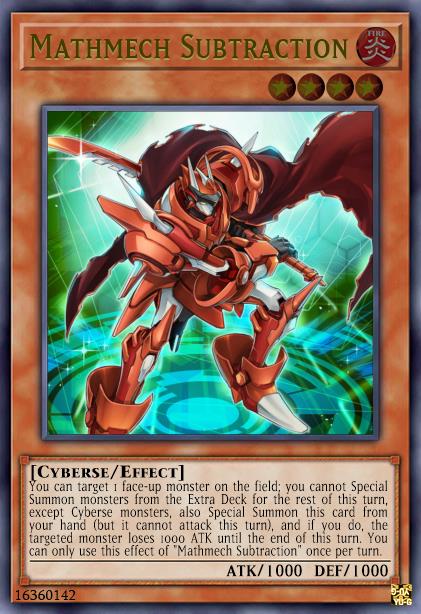 MATHMECH SUBTRACTION
FIRE
炎
[CYBERSE/EFFECT]
You can target 1 face-up monster on the field; you cannot Special
Summon monsters from the Extra Deck for the rest of this turn,
except Cyberse monsters, also Special Summon this card from
your hand (but it cannot attack this turn), and if you do, the
targeted monster loses 1000 ATK until the end of this turn. You
can only use this effect of "Mathmech Subtraction" once per turn.
ATK/1000 DEF/1000
16360142